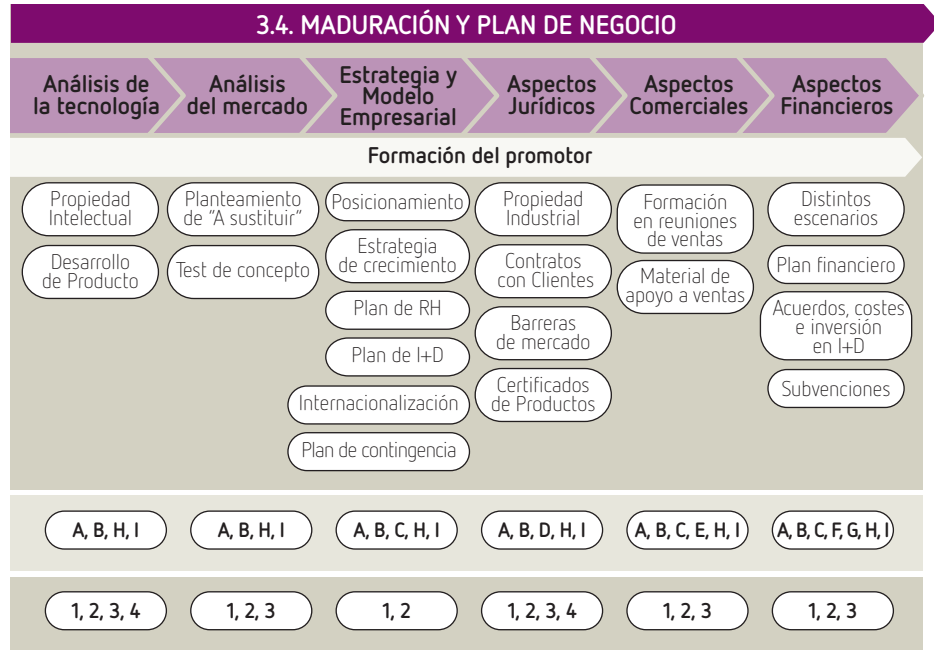 3.4. MADURACIÓN Y PLAN DE NEGOCIO
Análisis de
la tecnología
Análisis
del mercado
Estrategia y
Modelo
Empresarial
Aspectos
Jurídicos
Aspectos
Comerciales
Aspectos
Financieros
Formación del promotor
Propiedad
Intelectual
Desarrollo
de Producto
Planteamiento
de "A sustituir"
Test de concepto
Posicionamiento
Estrategia
de crecimiento
Plan de RH
Plan de I+D
Internacionalización
Plan de contingencia
Propiedad
Industrial
Contratos
con Clientes
Barreras
de mercado
Certificados
de Productos
Formación
en reuniones
de ventas
Material de
apoyo a ventas
Distintos
escenarios
Plan financiero
Acuerdos, costes
e inversión
en I+D
Subvenciones
A, B, H, I
A, B, H, I
A, B, C, H, I
A, B, D, H, I
A, B, C, E, H, I
A, B, C, F, G, H, I
1, 2, 3, 4
1, 2, 3
1, 2
1, 2, 3, 4
1, 2, 3
1, 2, 3